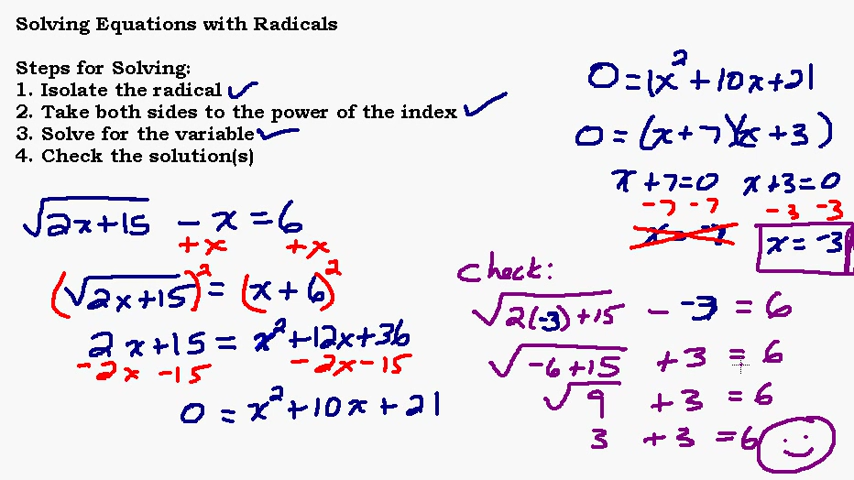 Solving Equations with Radicals
Steps for Solving:
1. Isolate the radical ✓
2. Take both sides to the power of the index ✓
3. Solve for the variable ✓
4. Check the solution(s)
√(2x+15) - x = 6
+x +x
(√(2x+15))² = (x+6)²
2x+15 = x²+12x+36
-2x -15 -2x-15
0 = x²+10x+21
0 = 1x²+10x+21
0 = (x+7)(x+3)
x+7=0 x+3=0
-7 -7 -3 -3
x = -7 x = -3
Check:
√(2(-3)+15) - -3 = 6
√(-6+15) +3 = 6
√9 +3 = 6
3 +3 = 6